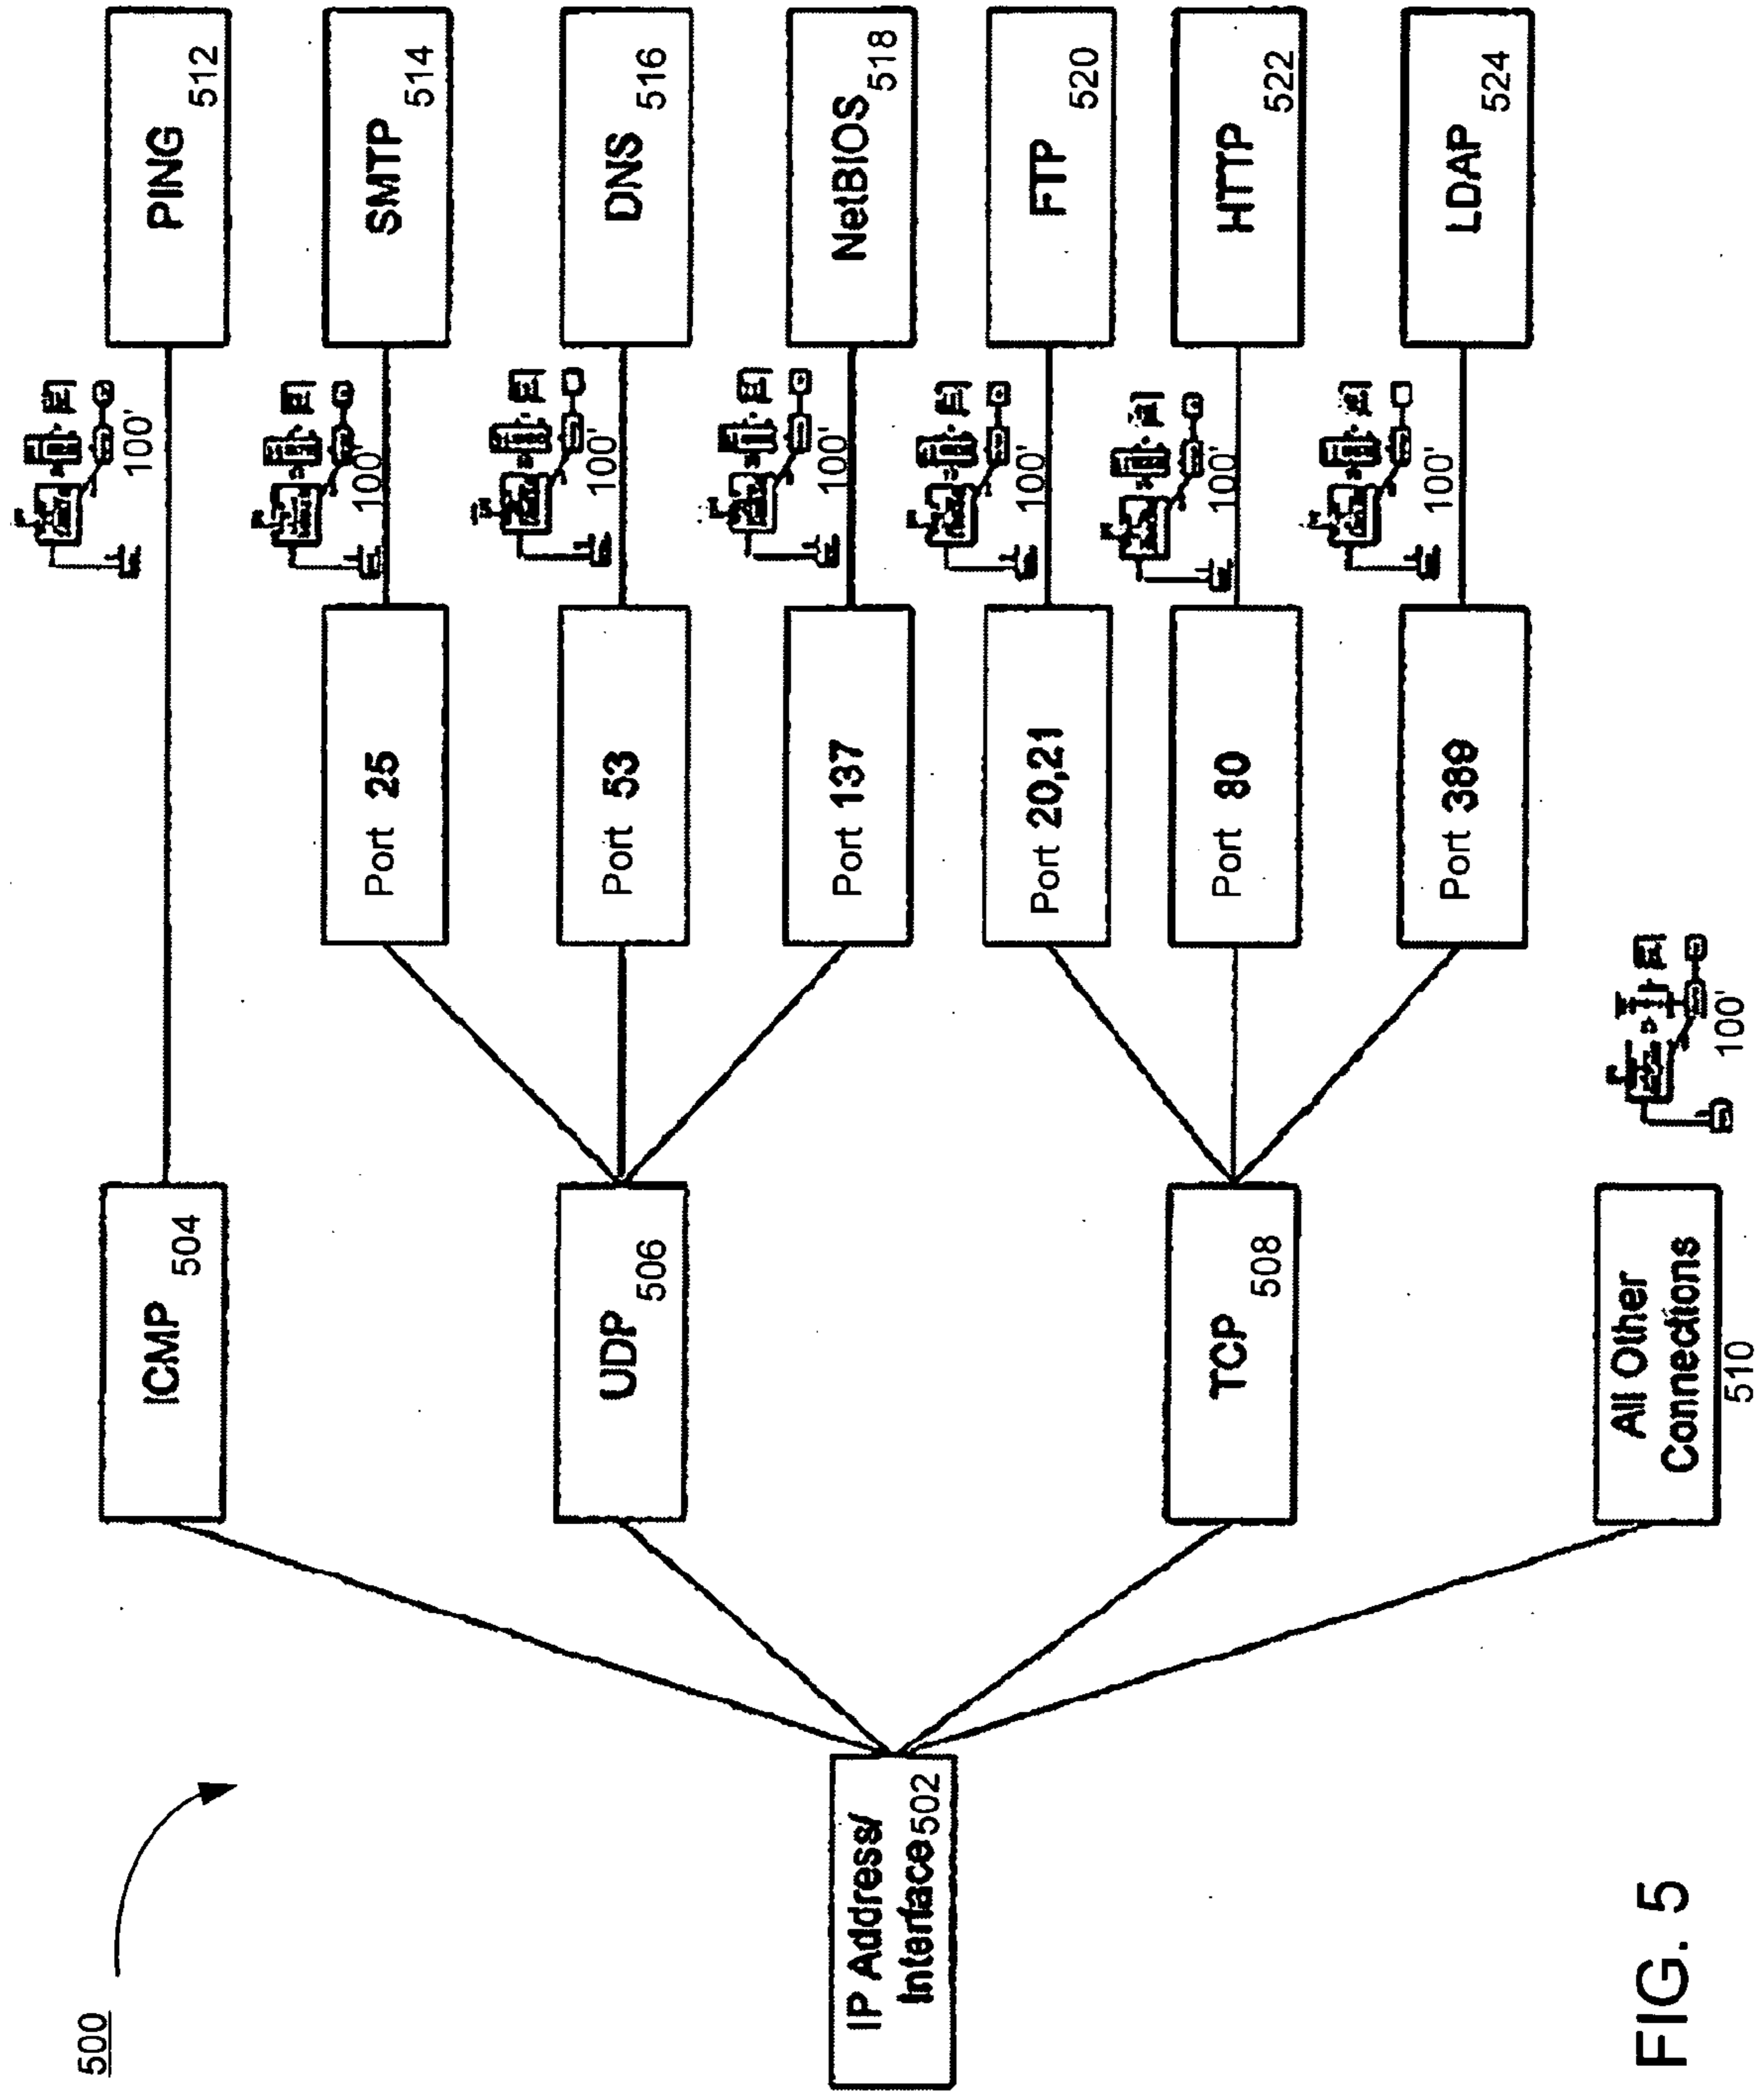 500
IP Address/
Interface 502
ICMP
504
UDP
506
TCP
508
All Other
Connections
510
100'
Port 25
Port 53
Port 137
Port 20,21
Port 80
Port 389
100'
100'
100'
100'
100'
100'
100'
PING
512
SMTP
514
DNS
516
NetBIOS
518
FTP
520
HTTP
522
LDAP
524
FIG. 5